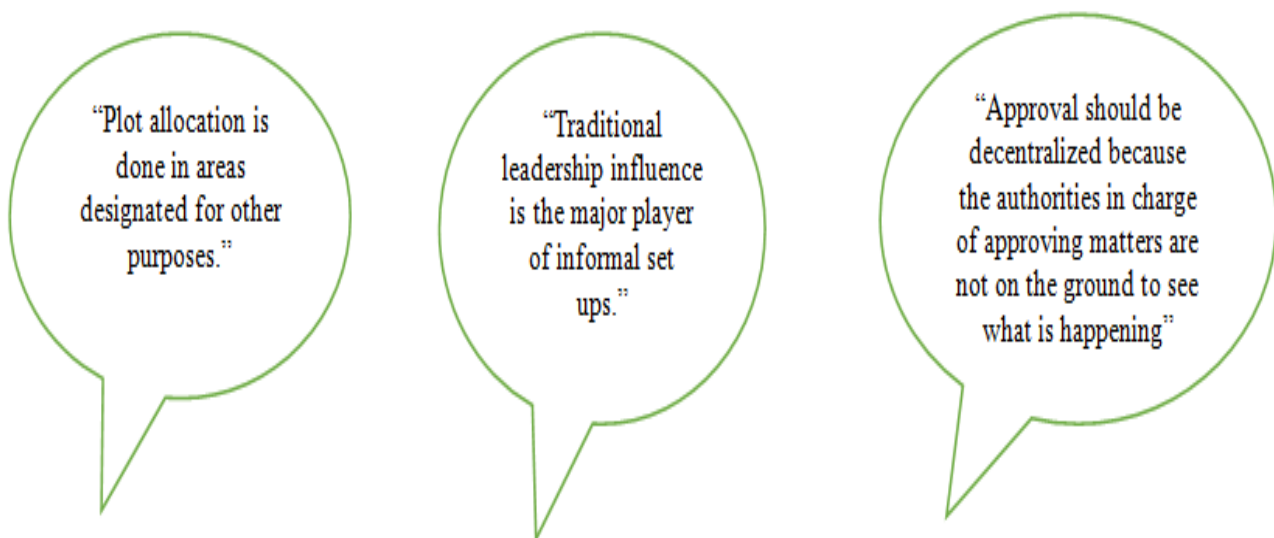 “Plot allocation is
done in areas
designated for other
purposes.”
“Traditional
leadership influence
is the major player
of informal set
ups.”
“Approval should be
decentralized because
the authorities in charge
of approving matters are
not on the ground to see
what is happening”